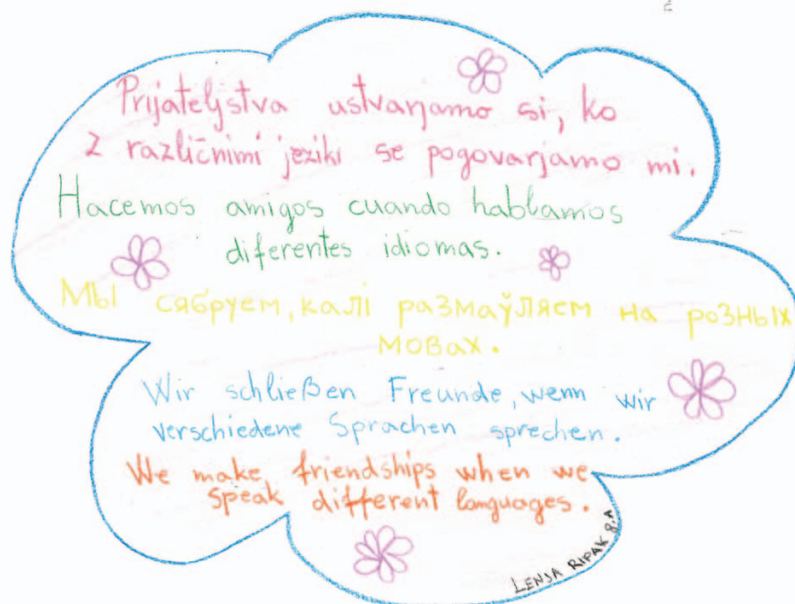 Prijateljstva ustvarjamo si, ko
z različnimi jeziki se pogovarjamo mi.
Hacemos amigos cuando hablamos
diferentes idiomas.
Мы сябруем, калі размаўляем на розных
мовах.
Wir schließen Freunde, wenn wir
verschiedene Sprachen sprechen.
We make friendships when we
speak different languages.
LENSA RIPAK 8.A